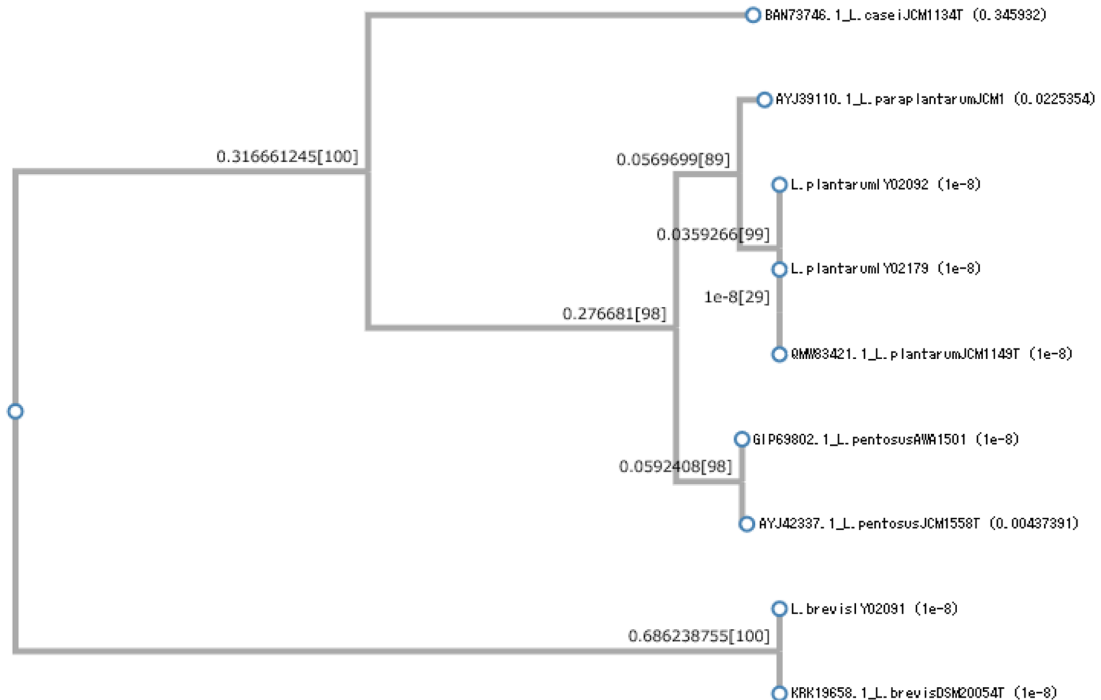 BAN73746.1_L.caseiJCM1134T (0.345932)
AYJ39110.1_L.paraplantarumJCM1 (0.0225354)
0.316661245[100]
0.0569699[89]
L.plantarumIY02092 (1e-8)
0.0359266[99]
L.plantarumIY02179 (1e-8)
1e-8[29]
0.276681[98]
QMW83421.1_L.plantarumJCM1149T (1e-8)
GIP69802.1_L.pentosusAWA1501 (1e-8)
0.0592408[98]
AYJ42337.1_L.pentosusJCM1558T (0.00437391)
L.brevisIY02091 (1e-8)
0.686238755[100]
KRK19658.1_L.brevisDSM20054T (1e-8)